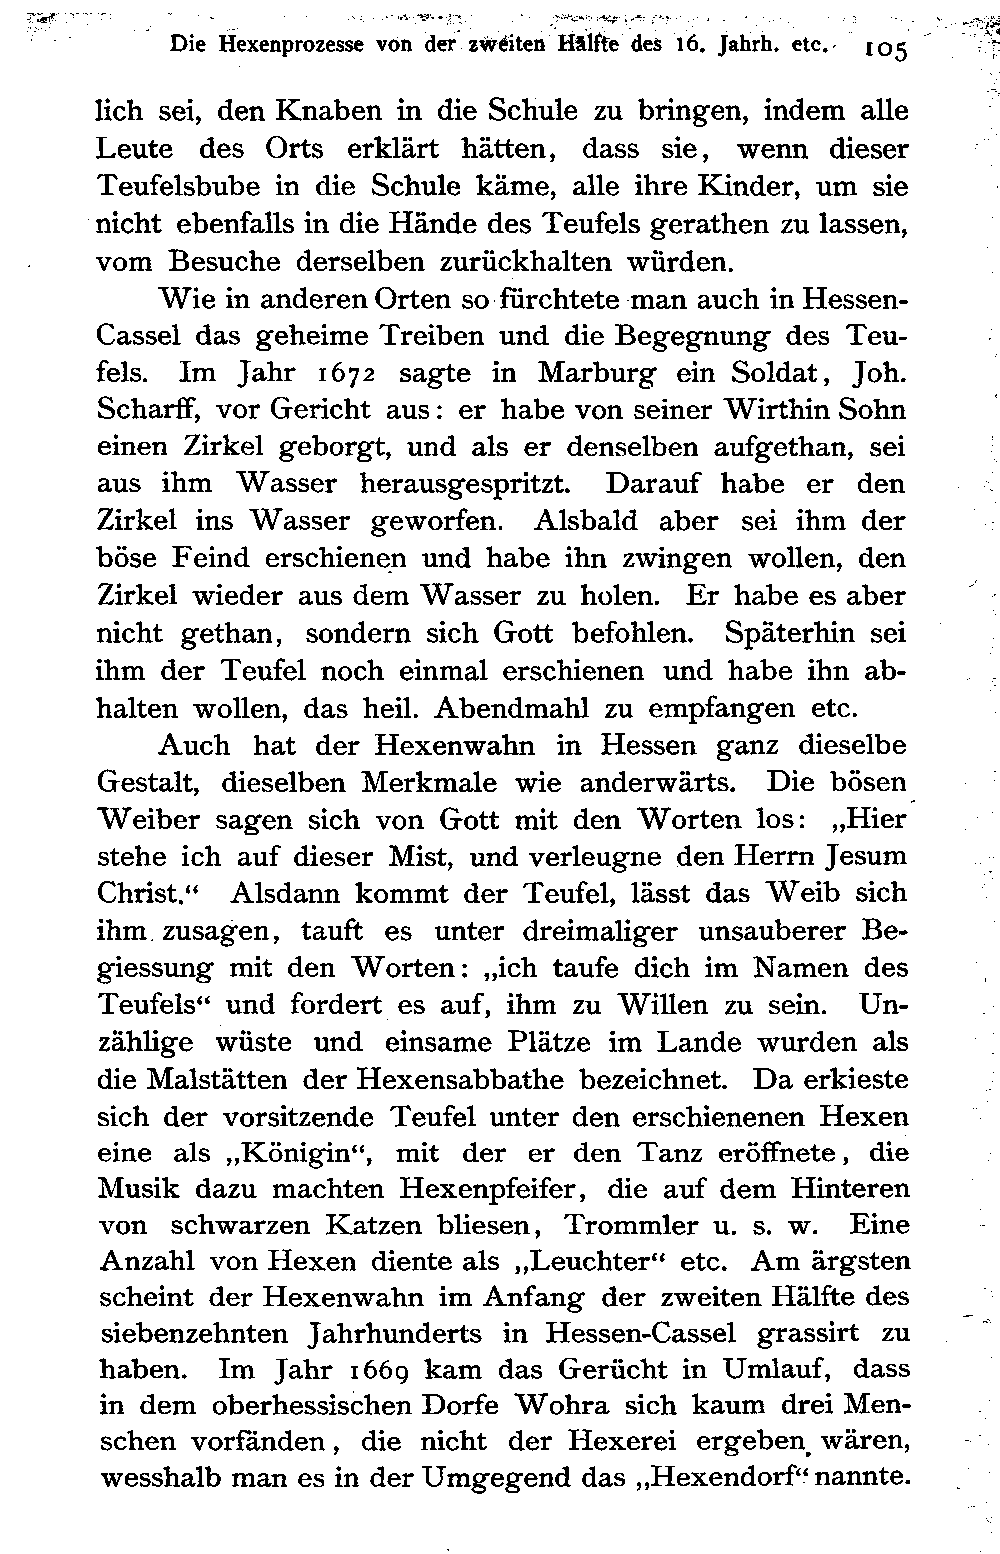 Die Hexenprozesse von der zweiten Hälfte des 16. Jahrh. etc. 105
lich sei, den Knaben in die Schule zu bringen, indem alle
Leute des Orts erklärt hätten, dass sie, wenn dieser
Teufelsbube in die Schule käme, alle ihre Kinder, um sie
nicht ebenfalls in die Hände des Teufels gerathen zu lassen,
vom Besuche derselben zurückhalten würden.
Wie in anderen Orten so fürchtete man auch in Hessen-
Cassel das geheime Treiben und die Begegnung des Teu-
fels. Im Jahr 1672 sagte in Marburg ein Soldat, Joh.
Scharff, vor Gericht aus: er habe von seiner Wirthin Sohn
einen Zirkel geborgt, und als er denselben aufgethan, sei
aus ihm Wasser herausgespritzt. Darauf habe er den
Zirkel ins Wasser geworfen. Alsbald aber sei ihm der
böse Feind erschienen und habe ihn zwingen wollen, den
Zirkel wieder aus dem Wasser zu holen. Er habe es aber
nicht gethan, sondern sich Gott befohlen. Späterhin sei
ihm der Teufel noch einmal erschienen und habe ihn ab-
halten wollen, das heil. Abendmahl zu empfangen etc.
Auch hat der Hexenwahn in Hessen ganz dieselbe
Gestalt, dieselben Merkmale wie anderwärts. Die bösen
Weiber sagen sich von Gott mit den Worten los: „Hier
stehe ich auf dieser Mist, und verleugne den Herrn Jesum
Christ.“ Alsdann kommt der Teufel, lässt das Weib sich
ihm zusagen, tauft es unter dreimaliger unsauberer Be-
giessung mit den Worten: „ich taufe dich im Namen des
Teufels“ und fordert es auf, ihm zu Willen zu sein. Un-
zählige wüste und einsame Plätze im Lande wurden als
die Malstätten der Hexensabbathe bezeichnet. Da erkieste
sich der vorsitzende Teufel unter den erschienenen Hexen
eine als „Königin“, mit der er den Tanz eröffnete, die
Musik dazu machten Hexenpfeifer, die auf dem Hinteren
von schwarzen Katzen bliesen, Trommler u. s. w. Eine
Anzahl von Hexen diente als „Leuchter“ etc. Am ärgsten
scheint der Hexenwahn im Anfang der zweiten Hälfte des
siebenzehnten Jahrhunderts in Hessen-Cassel grassirt zu
haben. Im Jahr 1669 kam das Gerücht in Umlauf, dass
in dem oberhessischen Dorfe Wohra sich kaum drei Men-
schen vorfänden, die nicht der Hexerei ergeben wären,
wesshalb man es in der Umgegend das „Hexendorf“ nannte.